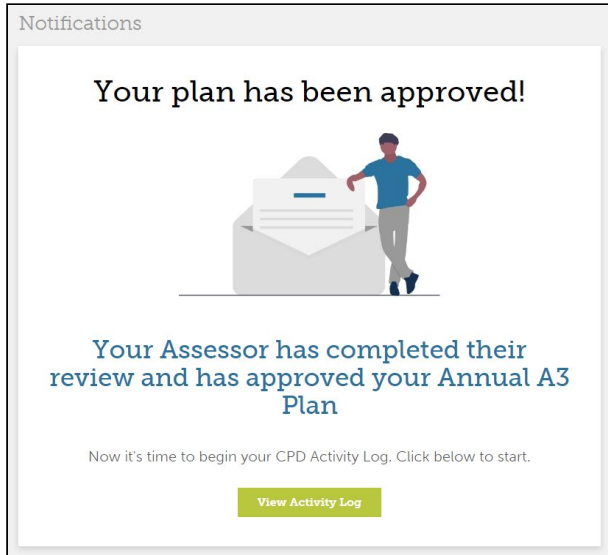 Notifications
Your plan has been approved!
Your Assessor has completed their
review and has approved your Annual A3
Plan
Now it's time to begin your CPD Activity Log. Click below to start.
View Activity Log